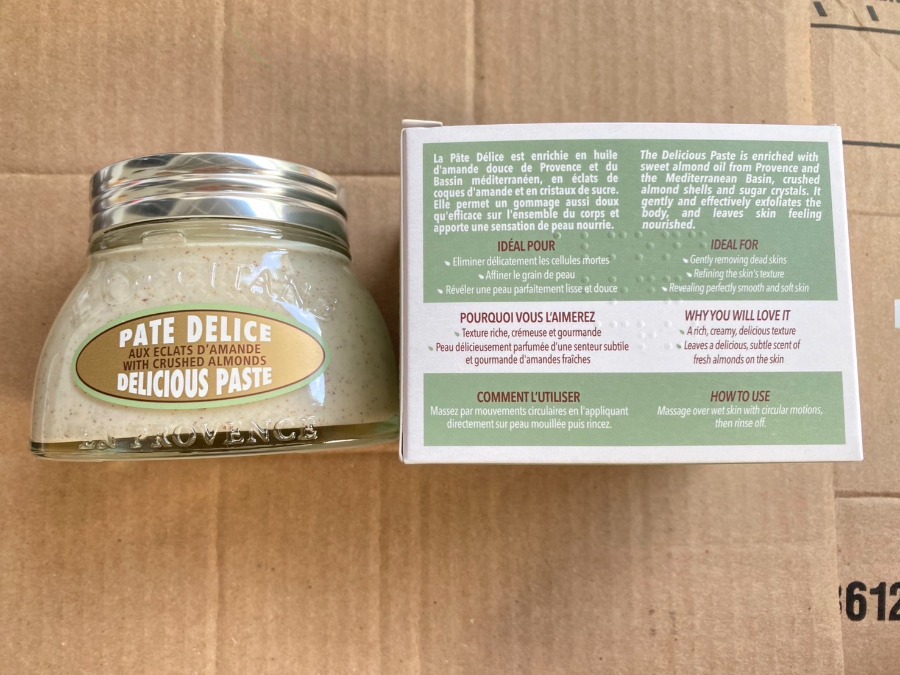 PATE DELICE
AUX ECLATS D'AMANDE
WITH CRUSHED ALMONDS
DELICIOUS PASTE
EN PROVENCE
La Pâte Délice est enrichie en huile
d'amande douce de Provence et du
Bassin méditerranéen, en éclats de
coques d'amande et en cristaux de sucre.
Elle permet un gommage aussi doux
qu'efficace sur l'ensemble du corps et
apporte une sensation de peau nourrie.
IDÉAL POUR
Eliminer délicatement les cellules mortes
Affiner le grain de peau
Révéler une peau parfaitement lisse et douce
POURQUOI VOUS L'AIMEREZ
Texture riche, crémeuse et gourmande
Peau délicieusement parfumée d'une senteur subtile
et gourmande d'amandes fraîches
COMMENT L'UTILISER
Massez par mouvements circulaires en l'appliquant
directement sur peau mouillée puis rincez.
The Delicious Paste is enriched with
sweet almond oil from Provence and
the Mediterranean Basin, crushed
almond shells and sugar crystals. It
gently and effectively exfoliates the
body, and leaves skin feeling
nourished.
IDEAL FOR
Gently removing dead skins
Refining the skin's texture
Revealing perfectly smooth and soft skin
WHY YOU WILL LOVE IT
A rich, creamy, delicious texture
Leaves a delicious, subtle scent of
fresh almonds on the skin
HOW TO USE
Massage over wet skin with circular motions,
then rinse off.
612